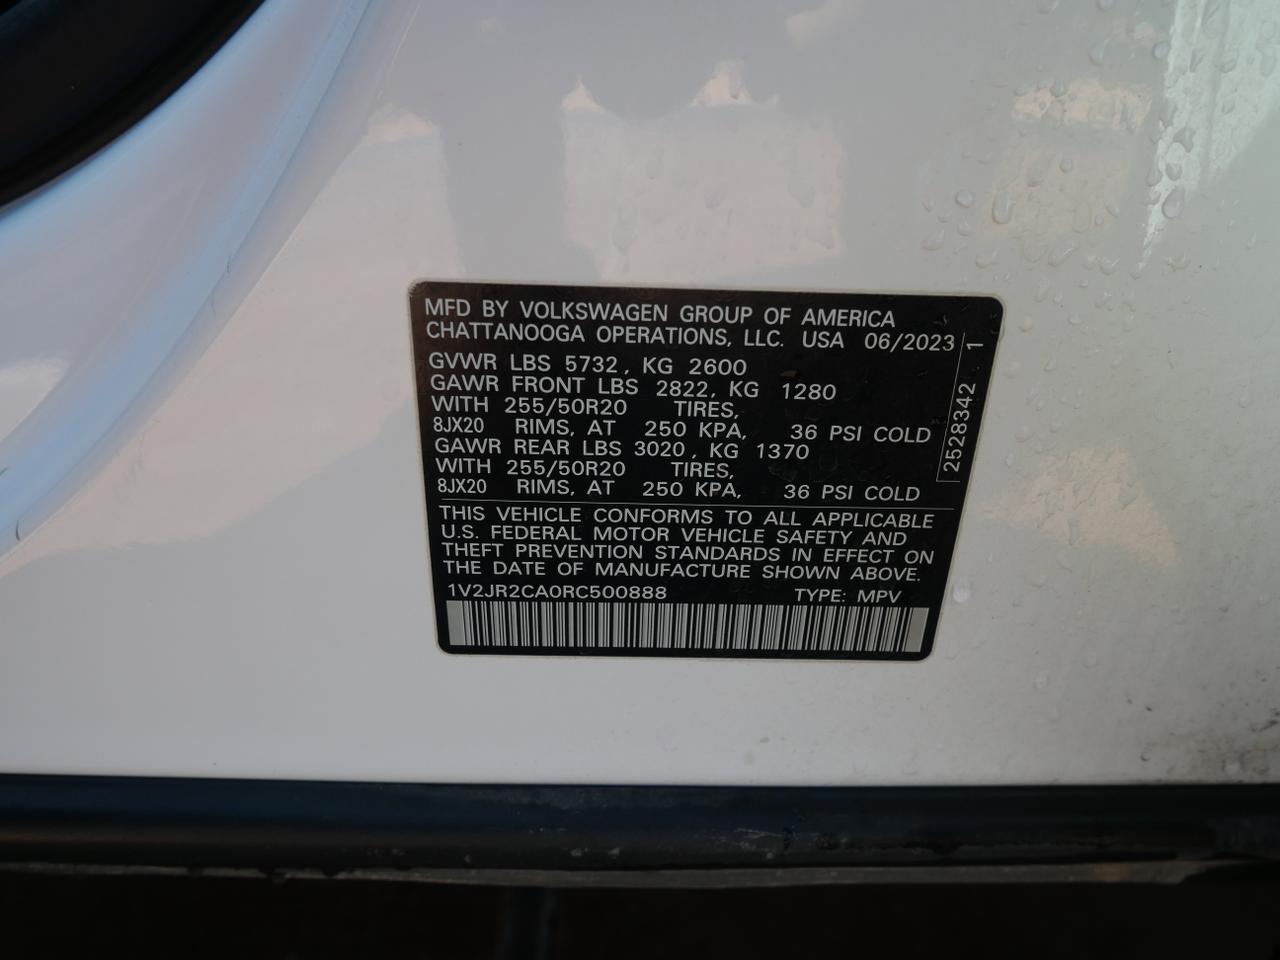 MFD BY VOLKSWAGEN GROUP OF AMERICA
CHATTANOOGA OPERATIONS, LLC. USA 06/2023
GVWR LBS 5732, KG 2600
GAWR FRONT LBS 2822, KG 1280
WITH 255/50R20 TIRES,
8JX20 RIMS, AT 250 KPA, 36 PSI COLD
GAWR REAR LBS 3020, KG 1370
WITH 255/50R20 TIRES,
8JX20 RIMS, AT 250 KPA, 36 PSI COLD
2528342 1
THIS VEHICLE CONFORMS TO ALL APPLICABLE
U.S. FEDERAL MOTOR VEHICLE SAFETY AND
THEFT PREVENTION STANDARDS IN EFFECT ON
THE DATE OF MANUFACTURE SHOWN ABOVE.
1V2JR2CA0RC500888 TYPE: MPV